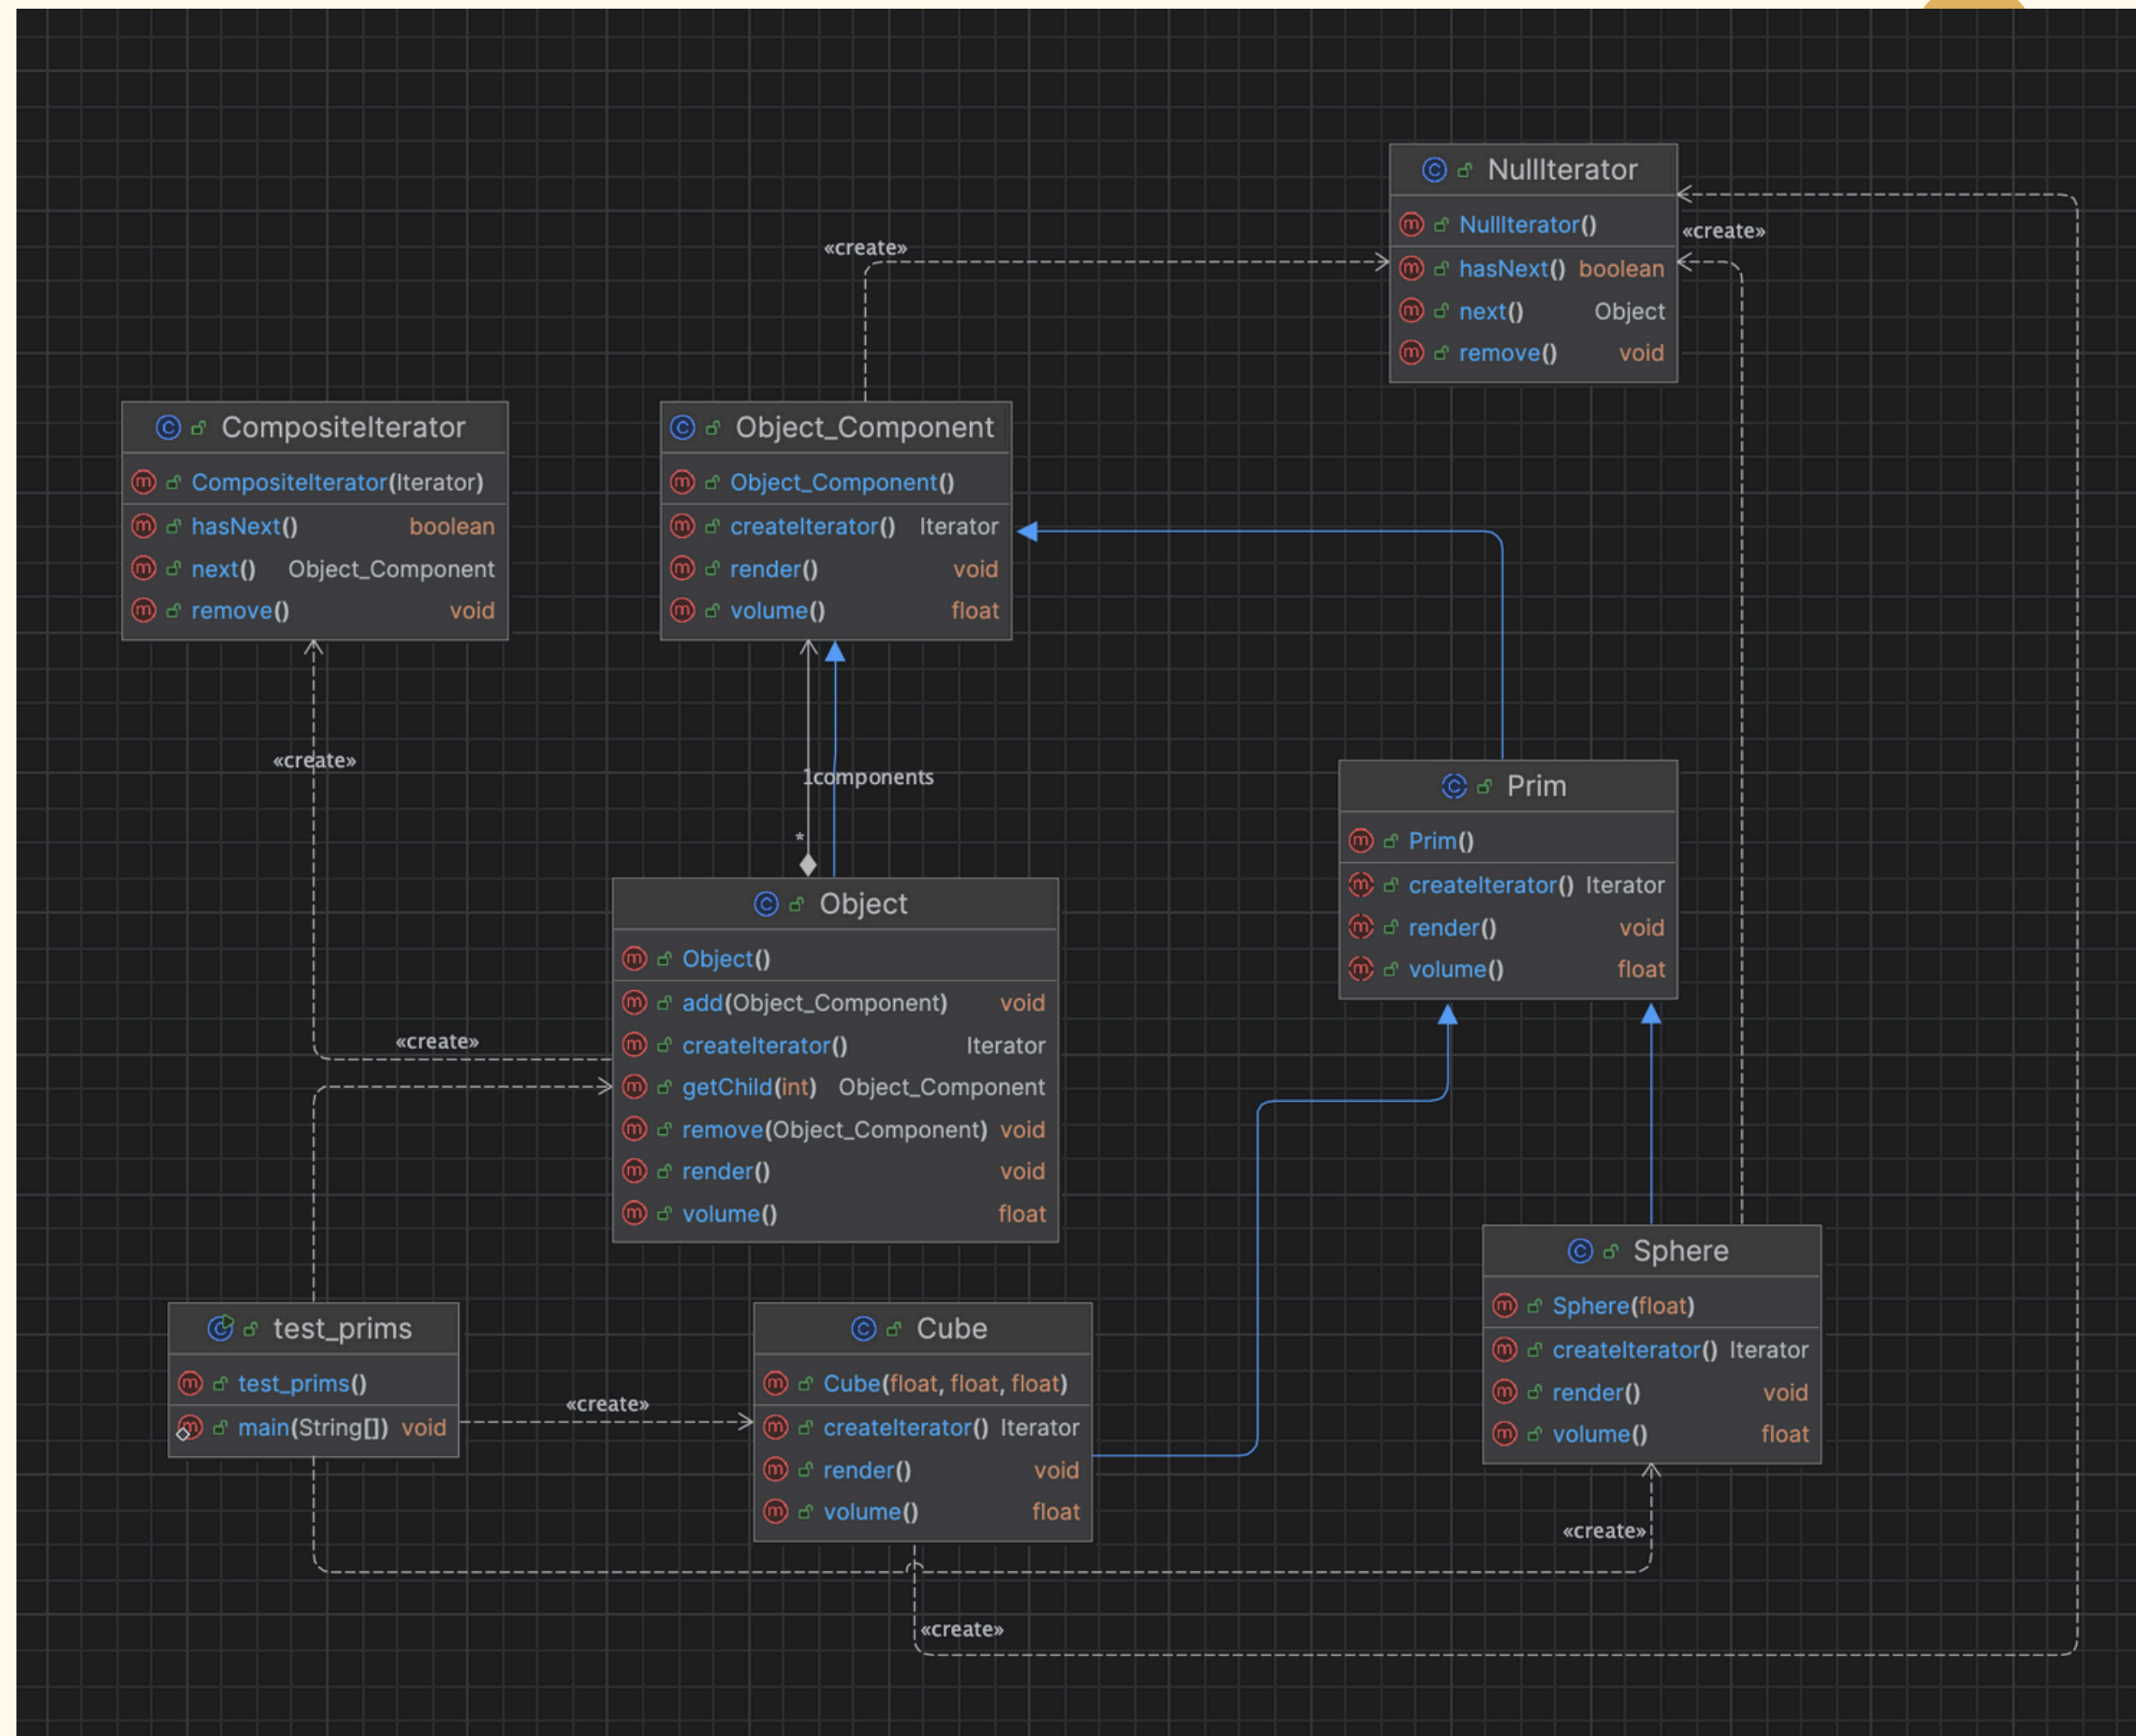 NullIterator
NullIterator()
hasNext() boolean
next() Object
remove() void
«create»
«create»
CompositeIterator
CompositeIterator(Iterator)
hasNext() boolean
next() Object_Component
remove() void
Object_Component
Object_Component()
createIterator() Iterator
render() void
volume() float
«create»
1components
*
Prim
Prim()
createIterator() Iterator
render() void
volume() float
Object
Object()
add(Object_Component) void
createIterator() Iterator
getChild(int) Object_Component
remove(Object_Component) void
render() void
volume() float
«create»
Sphere
Sphere(float)
createIterator() Iterator
render() void
volume() float
test_prims
test_prims()
main(String[]) void
«create»
Cube
Cube(float, float, float)
createIterator() Iterator
render() void
volume() float
«create»
«create»